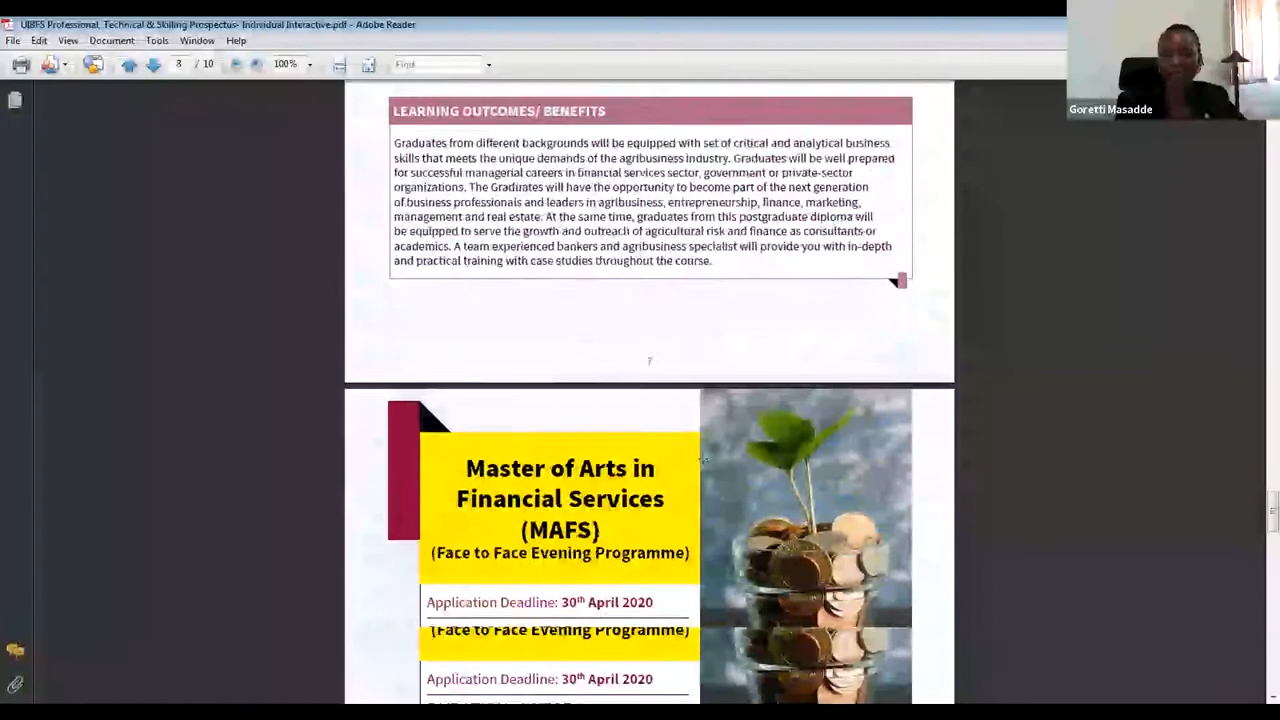 UIBFS Professional, Technical & Skilling Prospectus- Individual Interactive.pdf - Adobe Reader
File Edit View Document Tools Window Help
8 / 10 100% Find
Goretti Masadde
LEARNING OUTCOMES/ BENEFITS
Graduates from different backgrounds will be equipped with set of critical and analytical business
skills that meets the unique demands of the agribusiness industry. Graduates will be well prepared
for successful managerial careers in financial services sector, government or private-sector
organizations. The Graduates will have the opportunity to become part of the next generation
of business professionals and leaders in agribusiness, entrepreneurship, finance, marketing,
management and real estate. At the same time, graduates from this postgraduate diploma will
be equipped to serve the growth and outreach of agricultural risk and finance as consultants or
academics. A team experienced bankers and agribusiness specialist will provide you with in-depth
and practical training with case studies throughout the course.
7
Master of Arts in
Financial Services
(MAFS)
(Face to Face Evening Programme)
Application Deadline: 30th April 2020
(Face to Face Evening Programme)
Application Deadline: 30th April 2020